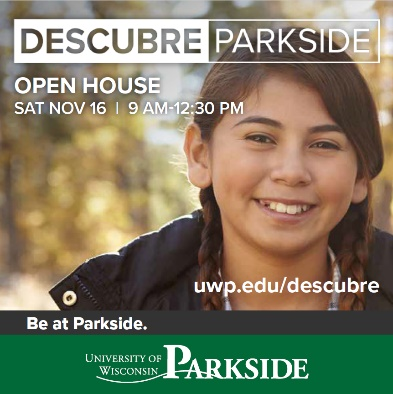 DESCUBRE PARKSIDE
OPEN HOUSE
SAT NOV 16 | 9 AM-12:30 PM
uwp.edu/descubre
Be at Parkside.
UNIVERSITY OF
WISCONSIN PARKSIDE